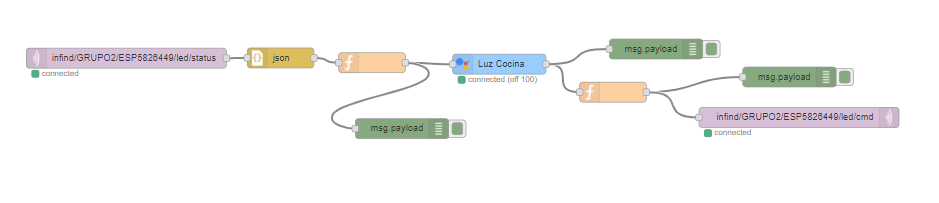 infind/GRUPO2/ESP5826449/led/status
connected
json
f
Luz Cocina
connected (off 100)
msg.payload
msg.payload
f
msg.payload
infind/GRUPO2/ESP5826449/led/cmd
connected